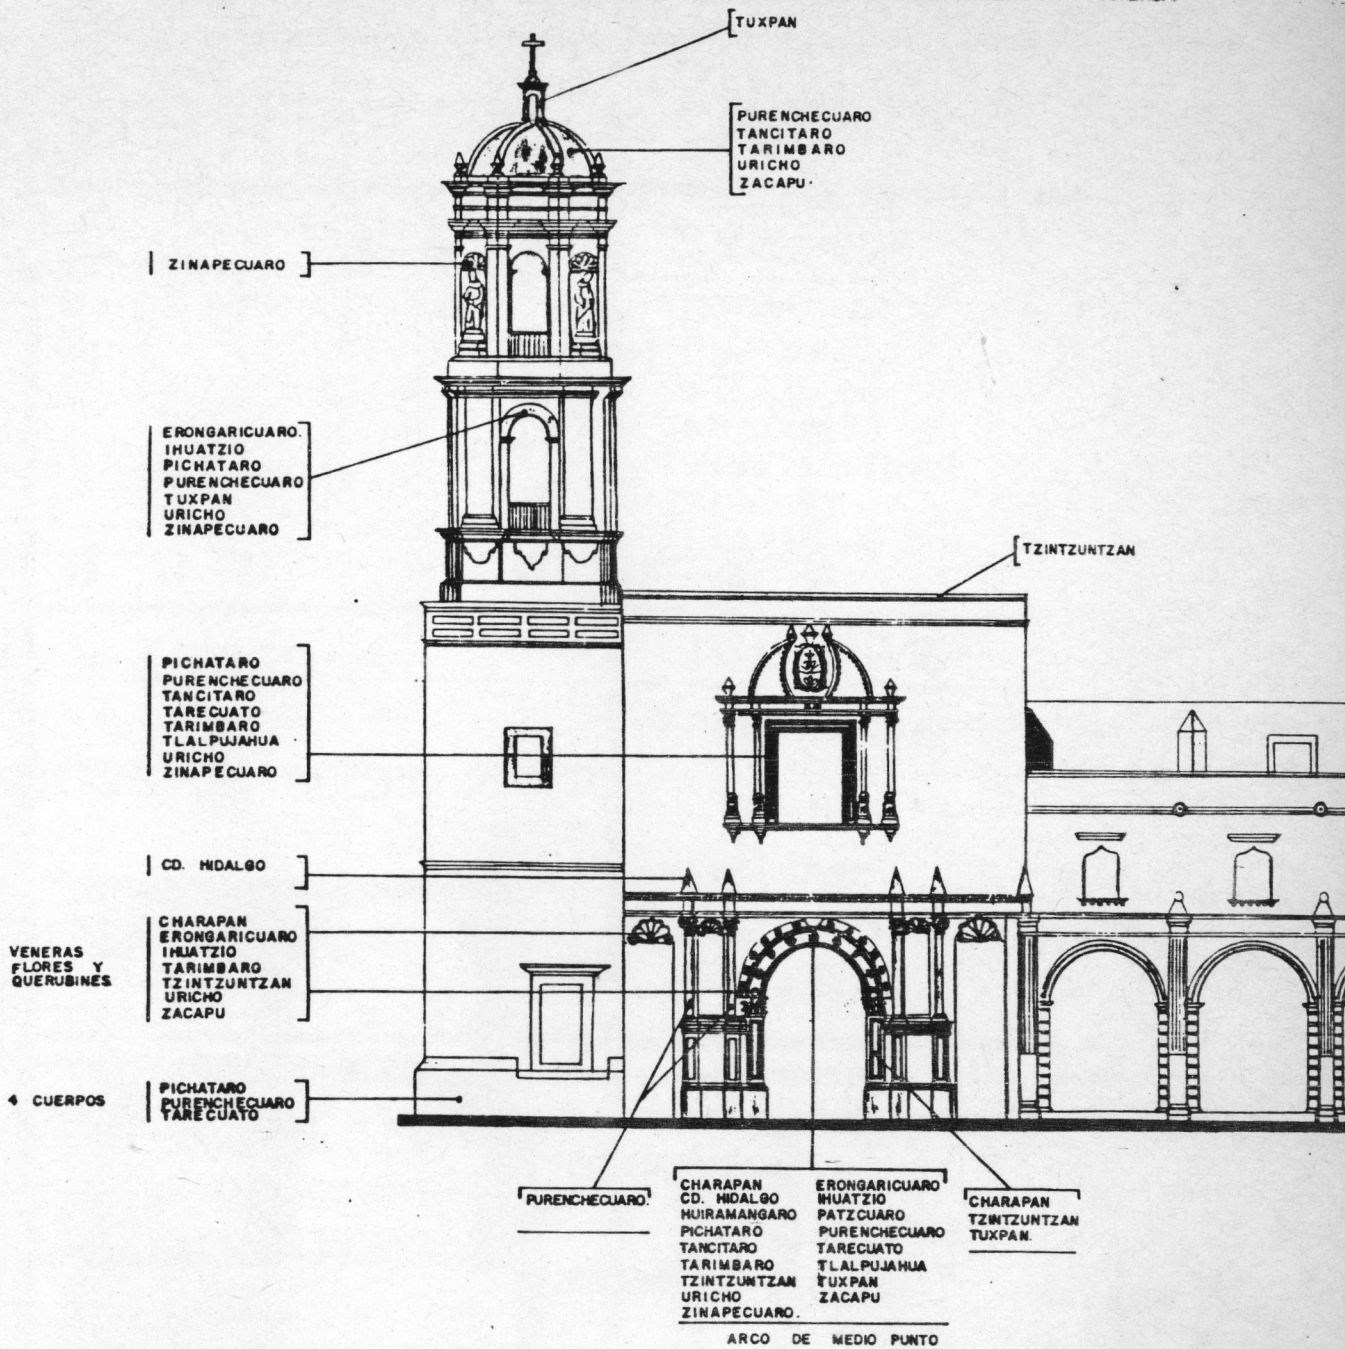 TUXPAN
PURENCHECUARO
TANCITARO
TARIMBARO
URICHO
ZACAPU.
ZINAPECUARO
ERONGARICUARO.
IHUATZIO
PICHATARO
PURENCHECUARO
TUXPAN
URICHO
ZINAPECUARO
TZINTZUNTZAN
PICHATARO
PURENCHECUARO
TANCITARO
TARECUATO
TARIMBARO
TLALPUJAHUA
URICHO
ZINAPECUARO
CD. HIDALGO
VENERAS
FLORES Y
QUERUBINES
CHARAPAN
ERONGARICUARO
IHUATZIO
TARIMBARO
TZINTZUNTZAN
URICHO
ZACAPU
4 CUERPOS
PICHATARO
PURENCHECUARO
TARECUATO
PURENCHECUARO.
CHARAPAN
CD. HIDALGO
HUIRAMANGARO
PICHATARO
TANCITARO
TARIMBARO
TZINTZUNTZAN
URICHO
ZINAPECUARO.
ERONGARICUARO
IHUATZIO
PATZCUARO
PURENCHECUARO
TARECUATO
TLALPUJAHUA
TUXPAN
ZACAPU
ARCO DE MEDIO PUNTO
CHARAPAN
TZINTZUNTZAN
TUXPAN.